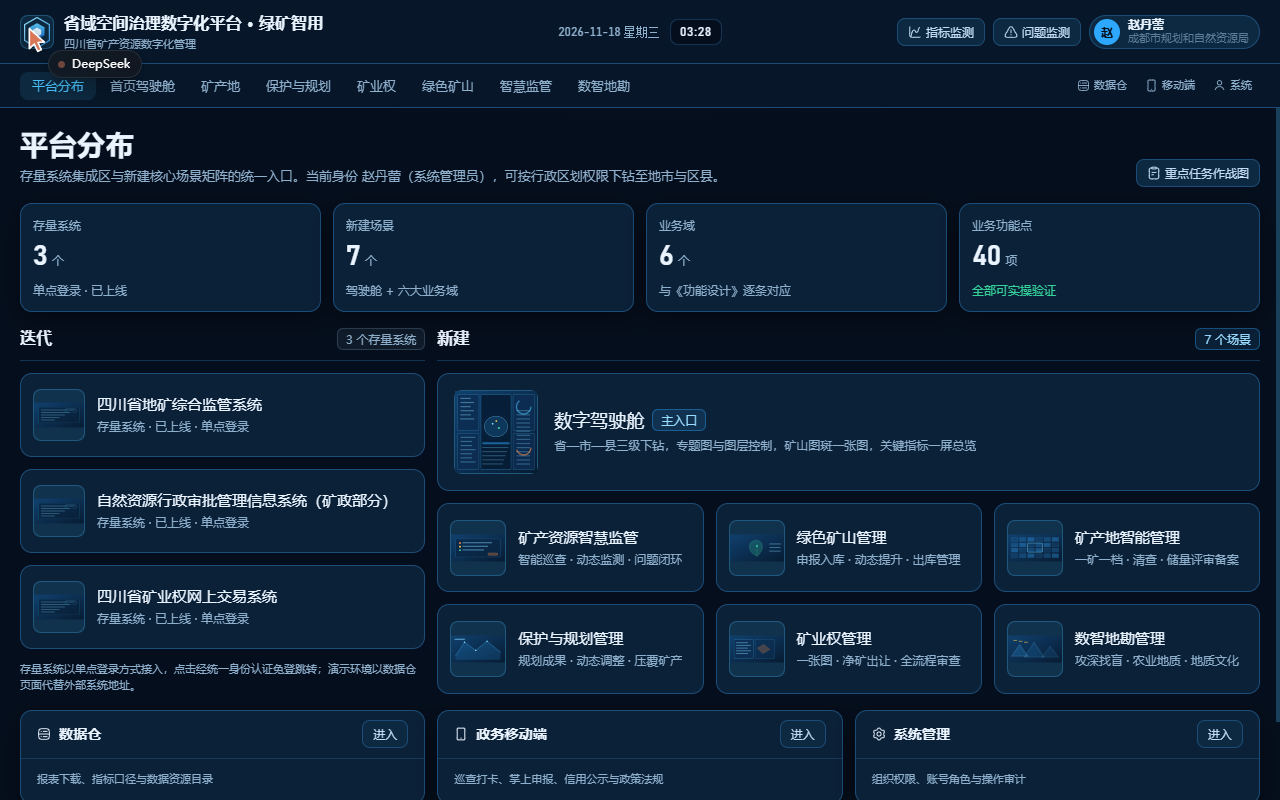 省域空间治理数字化平台 • 绿矿智用
四川省矿产资源数字化管理
2026-11-18 星期三
03:28
指标监测
问题监测
赵
赵丹蕾
成都市规划和自然资源局
DeepSeek
平台分布
首页驾驶舱
矿产地
保护与规划
矿业权
绿色矿山
智慧监管
数智地勘
数据仓
移动端
系统
平台分布
存量系统集成区与新建核心场景矩阵的统一入口。当前身份 赵丹蕾（系统管理员），可按行政区划权限下钻至地市与区县。
重点任务作战图
存量系统
3 个
单点登录 · 已上线
新建场景
7 个
驾驶舱 + 六大业务域
业务域
6 个
与《功能设计》逐条对应
业务功能点
40 项
全部可实操验证
迭代
3 个存量系统
四川省地矿综合监管系统
存量系统 · 已上线 · 单点登录
自然资源行政审批管理信息系统（矿政部分）
存量系统 · 已上线 · 单点登录
四川省矿业权网上交易系统
存量系统 · 已上线 · 单点登录
存量系统以单点登录方式接入，点击经统一身份认证免登跳转；演示环境以数据仓
页面代替外部系统地址。
新建
7 个场景
数字驾驶舱
主入口
省—市—县三级下钻，专题图与图层控制，矿山图斑一张图，关键指标一屏总览
矿产资源智慧监管
智能巡查 · 动态监测 · 问题闭环
绿色矿山管理
申报入库 · 动态提升 · 出库管理
矿产地智能管理
一矿一档 · 清查 · 储量评审备案
保护与规划管理
规划成果 · 动态调整 · 压覆矿产
矿业权管理
一张图 · 净矿出让 · 全流程审查
数智地勘管理
攻深找盲 · 农业地质 · 地质文化
数据仓
进入
报表下载、指标口径与数据资源目录
政务移动端
进入
巡查打卡、掌上申报、信用公示与政策法规
系统管理
进入
组织权限、账号角色与操作审计